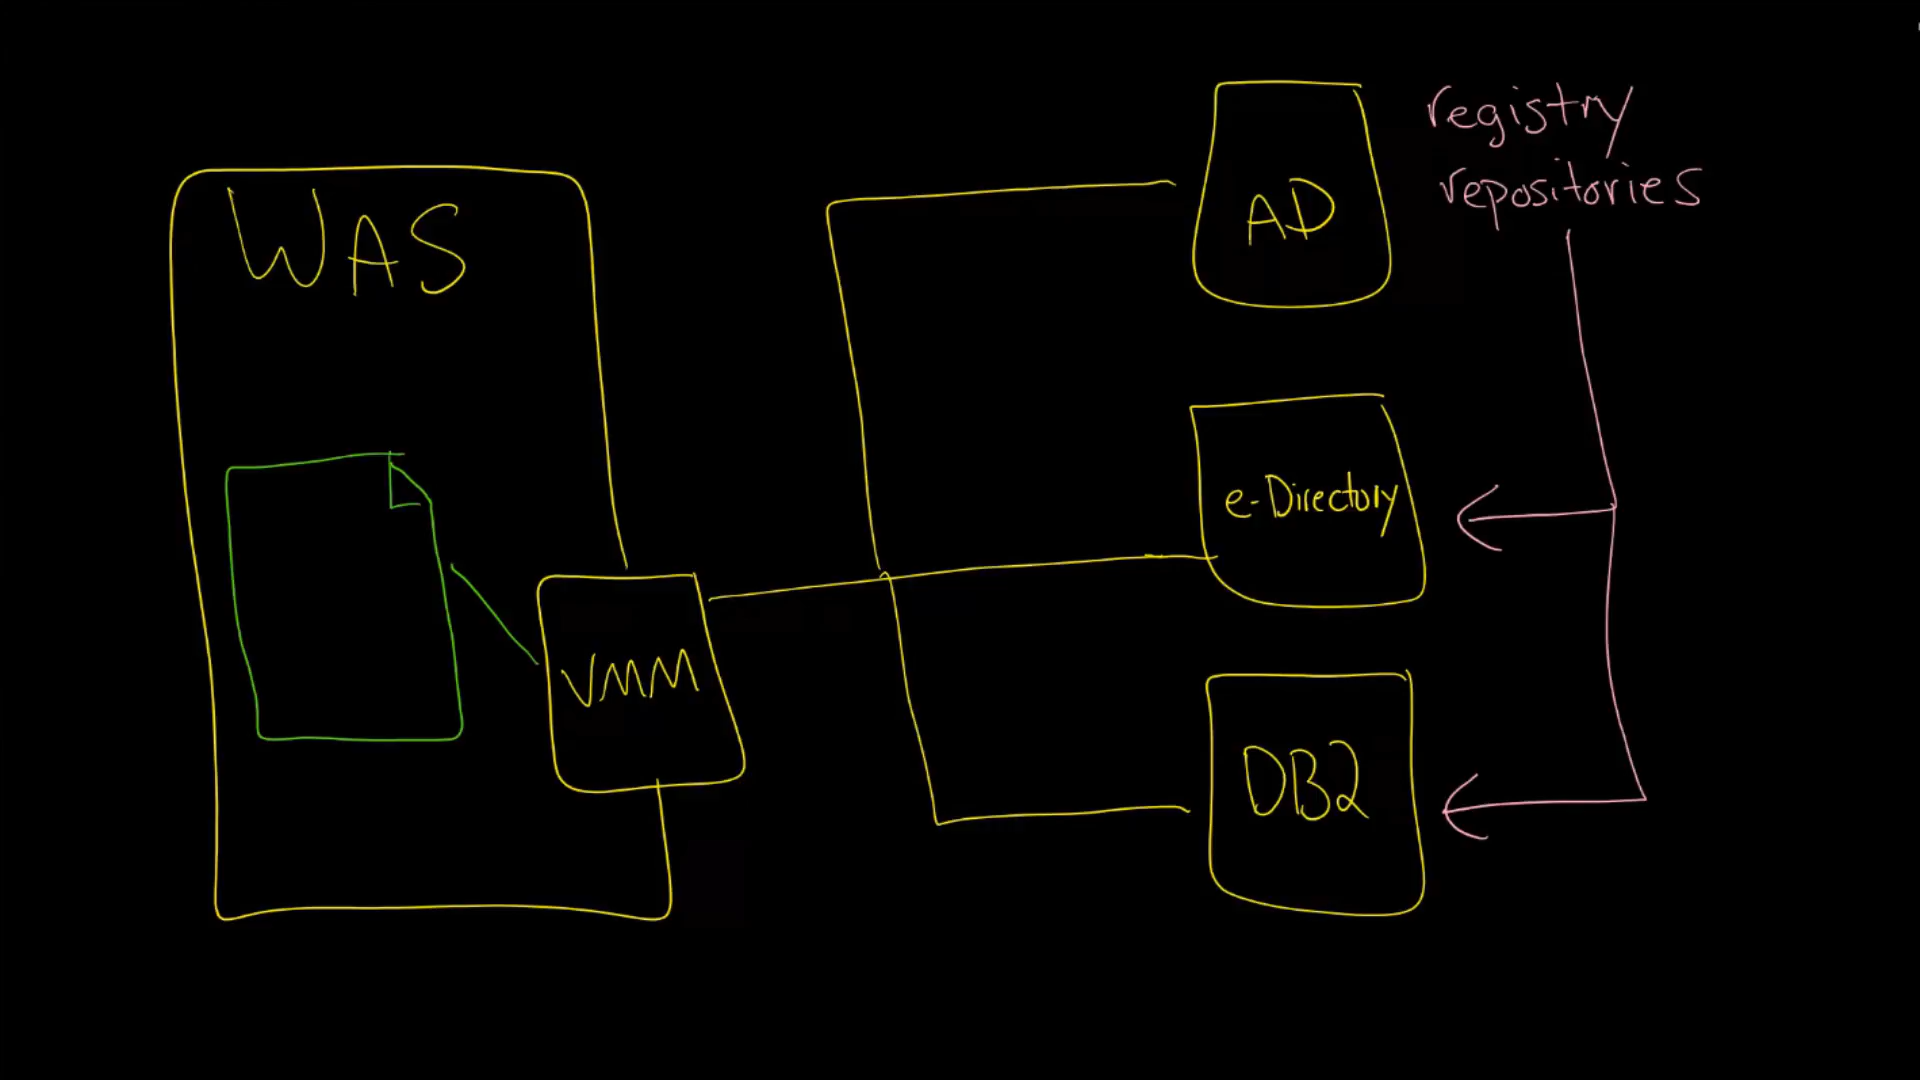 WAS
VMM
AD
e-Directory
DB2
registry
repositories